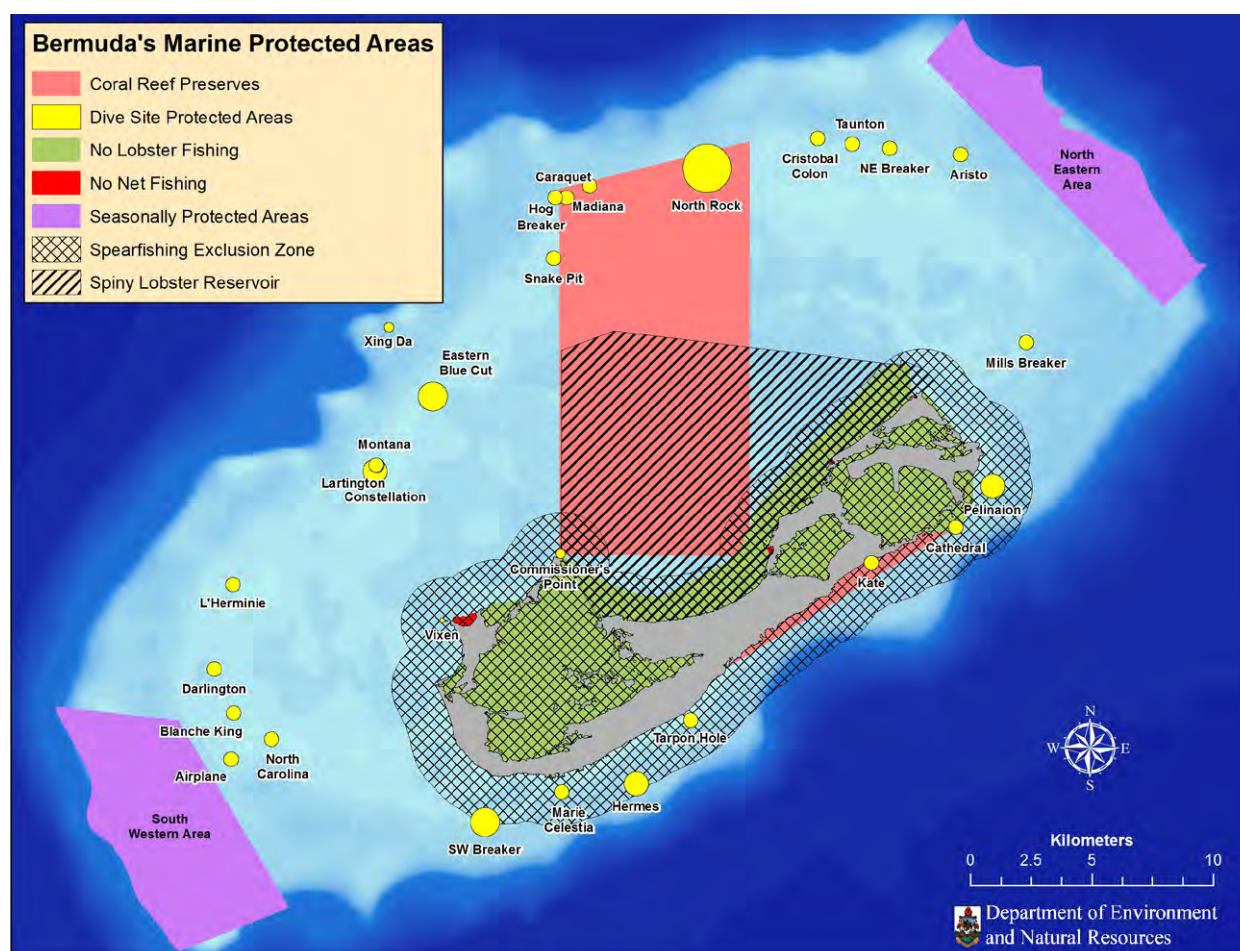 Bermuda's Marine Protected Areas
Coral Reef Preserves
Dive Site Protected Areas
No Lobster Fishing
No Net Fishing
Seasonally Protected Areas
Spearfishing Exclusion Zone
Spiny Lobster Reservoir
Taunton
Cristobal
Colon
NE Breaker
Aristo
North
Eastern
Area
Caraquet
Hog
Breaker
Madiana
North Rock
Snake Pit
Xing Da
Eastern
Blue Cut
Mills Breaker
Montana
Lartington
Constellation
Pelinaion
Cathedral
Kate
Commissioner's
Point
L'Herminie
Vixen
Darlington
Blanche King
Airplane
North
Carolina
Tarpon Hole
South
Western Area
Hermes
Marie
Celestia
SW Breaker
N
W
E
S
Kilometers
0 2.5 5 10
Department of Environment
and Natural Resources